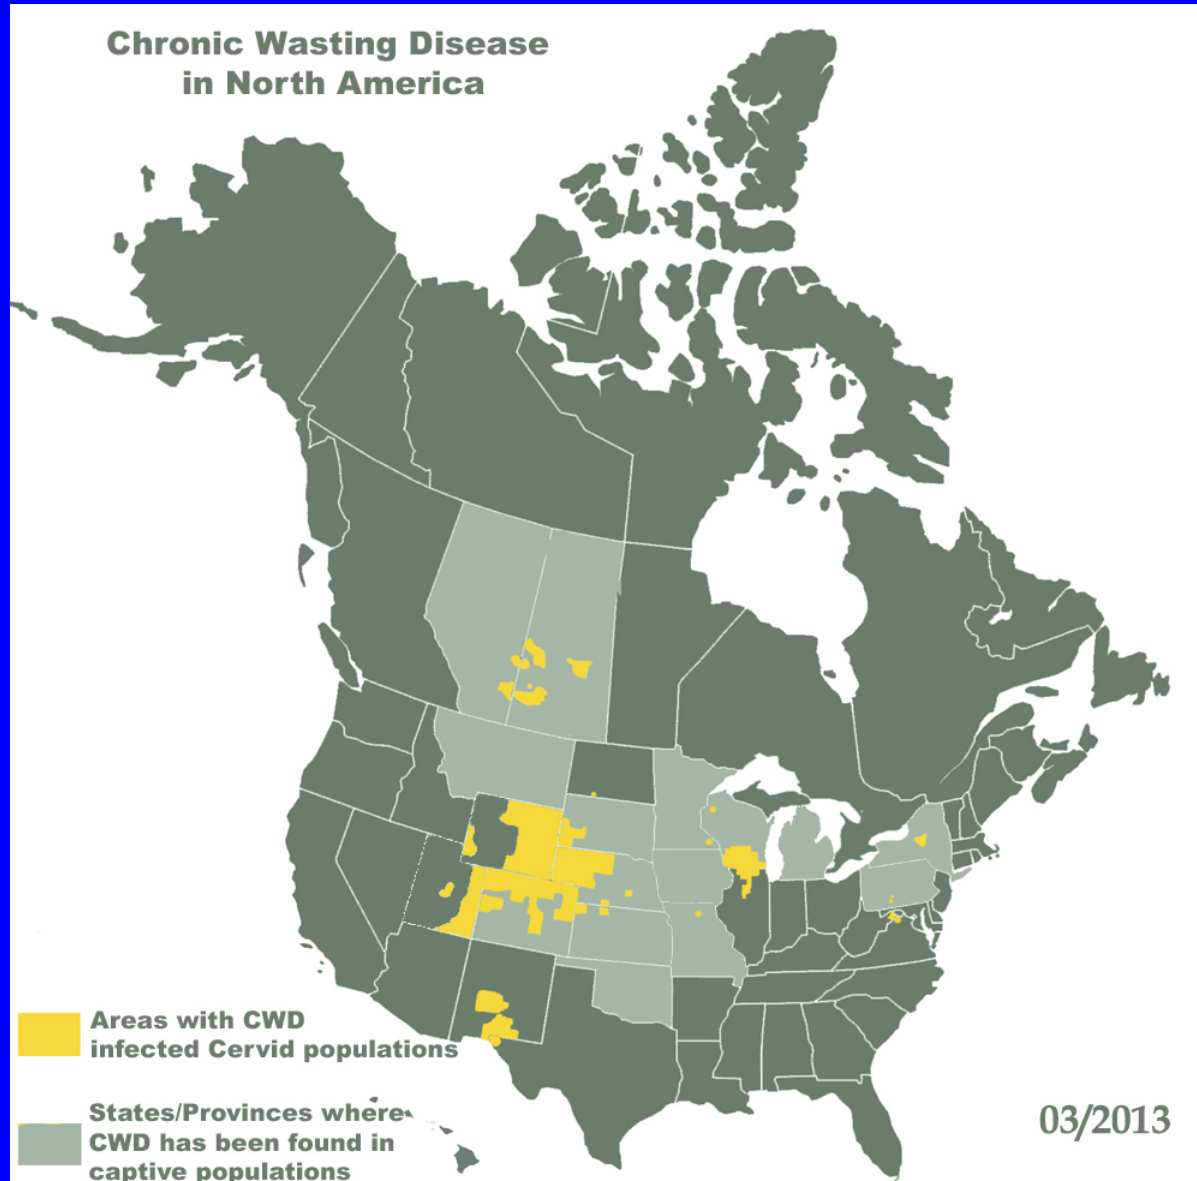 Chronic Wasting Disease
in North America
Areas with CWD
infected Cervid populations
States/Provinces where
CWD has been found in
captive populations
03/2013